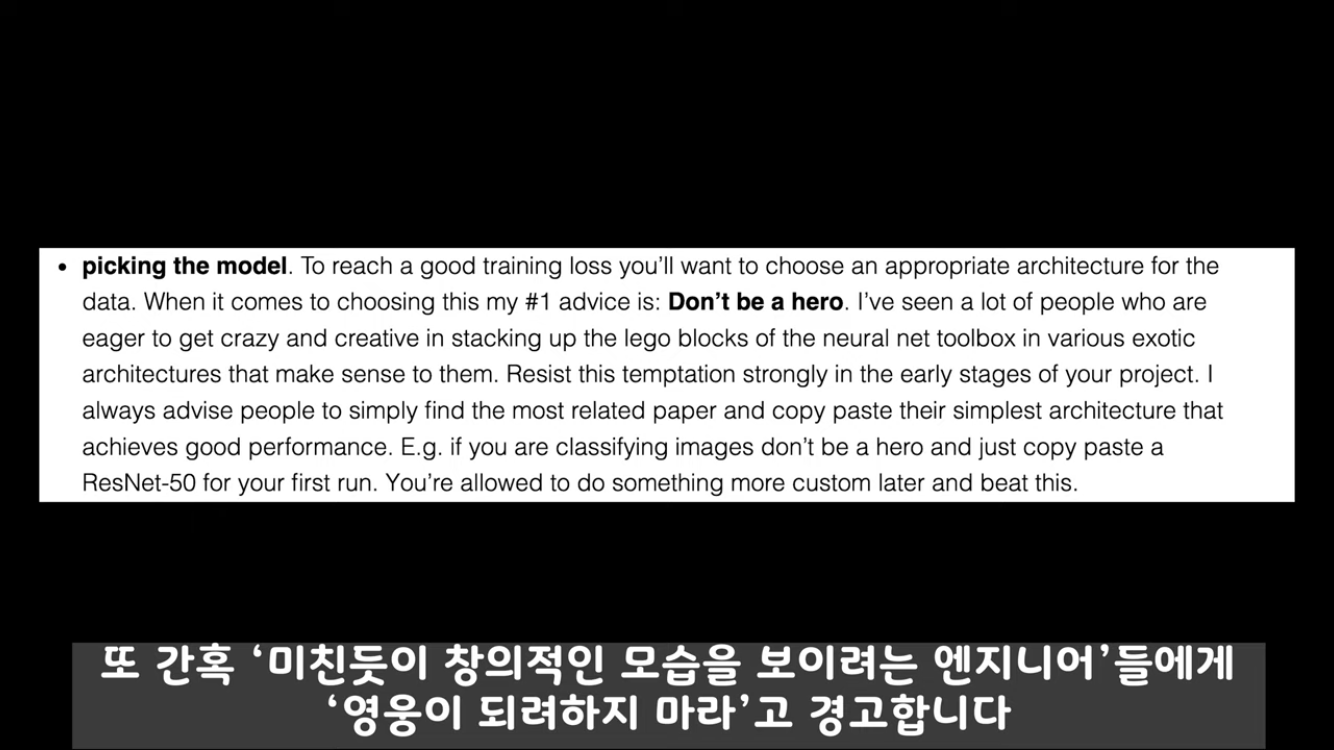 • picking the model. To reach a good training loss you’ll want to choose an appropriate architecture for the
data. When it comes to choosing this my #1 advice is: Don’t be a hero. I’ve seen a lot of people who are
eager to get crazy and creative in stacking up the lego blocks of the neural net toolbox in various exotic
architectures that make sense to them. Resist this temptation strongly in the early stages of your project. I
always advise people to simply find the most related paper and copy paste their simplest architecture that
achieves good performance. E.g. if you are classifying images don’t be a hero and just copy paste a
ResNet-50 for your first run. You’re allowed to do something more custom later and beat this.
또 간혹 ‘미친듯이 창의적인 모습을 보이려는 엔지니어’들에게
‘영웅이 되려하지 마라’고 경고합니다